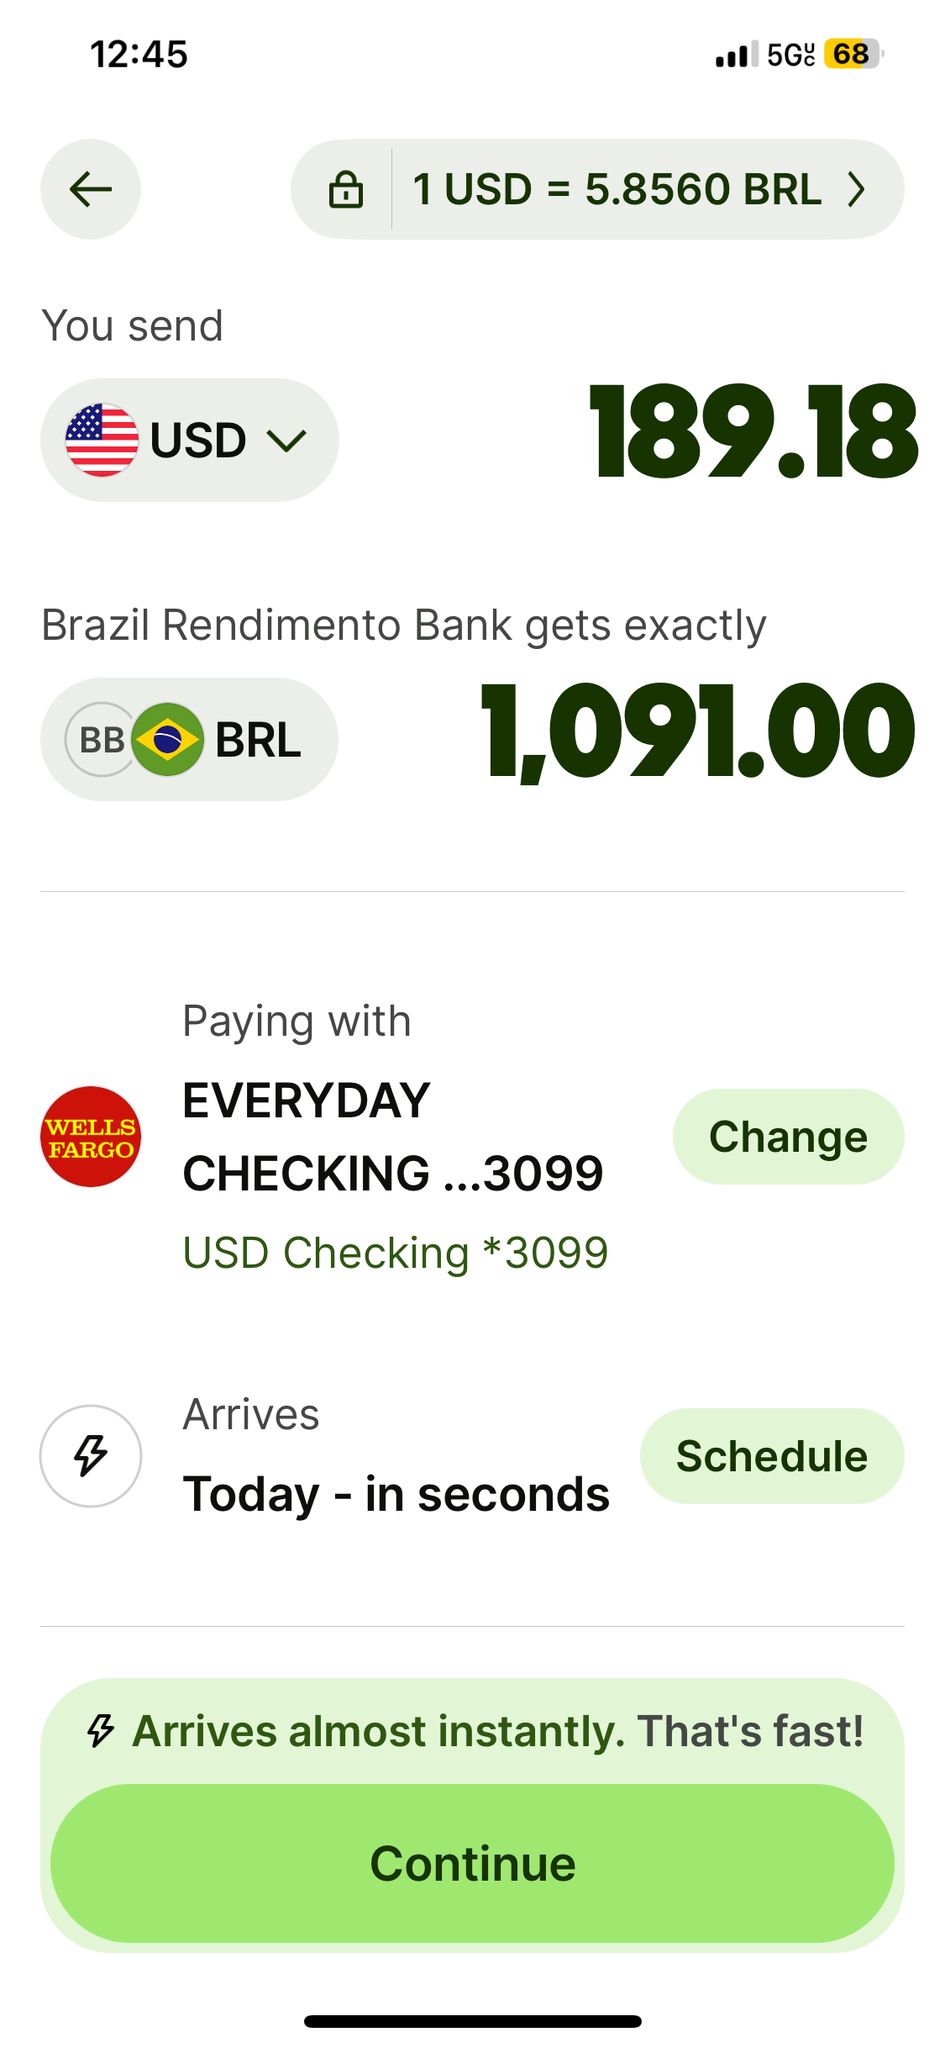 12:45
5GUC 68
1 USD = 5.8560 BRL
You send
USD 189.18
Brazil Rendimento Bank gets exactly
BB BRL 1,091.00
Paying with
WELLS FARGO
EVERYDAY
CHECKING ...3099
Change
USD Checking *3099
Arrives
Today - in seconds
Schedule
Arrives almost instantly. That's fast!
Continue